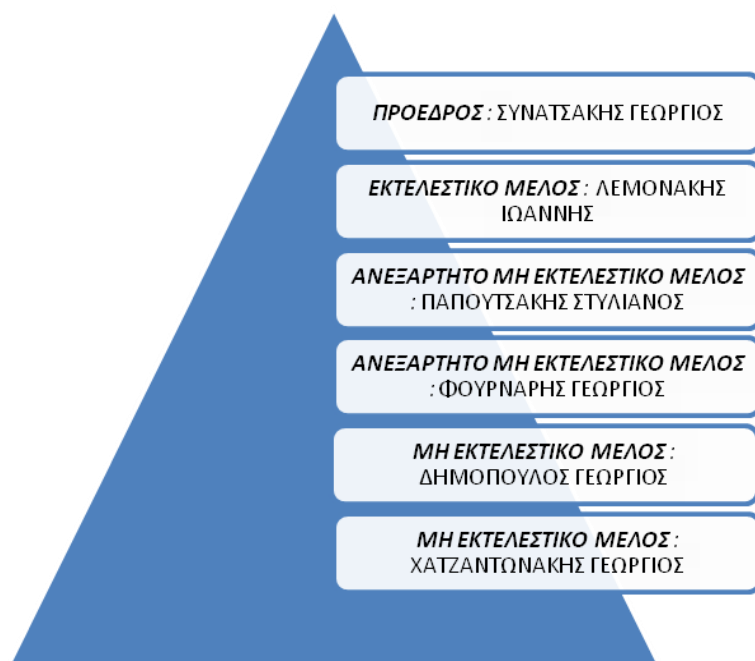 ΠΡΟΕΔΡΟΣ : ΣΥΝΑΤΣΑΚΗΣ ΓΕΩΡΓΙΟΣ
ΕΚΤΕΛΕΣΤΙΚΟ ΜΕΛΟΣ : ΛΕΜΟΝΑΚΗΣ
ΙΩΑΝΝΗΣ
ΑΝΕΞΑΡΤΗΤΟ ΜΗ ΕΚΤΕΛΕΣΤΙΚΟ ΜΕΛΟΣ
: ΠΑΠΟΥΤΣΑΚΗΣ ΣΤΥΛΙΑΝΟΣ
ΑΝΕΞΑΡΤΗΤΟ ΜΗ ΕΚΤΕΛΕΣΤΙΚΟ ΜΕΛΟΣ
: ΦΟΥΡΝΑΡΗΣ ΓΕΩΡΓΙΟΣ
ΜΗ ΕΚΤΕΛΕΣΤΙΚΟ ΜΕΛΟΣ :
ΔΗΜΟΠΟΥΛΟΣ ΓΕΩΡΓΙΟΣ
ΜΗ ΕΚΤΕΛΕΣΤΙΚΟ ΜΕΛΟΣ :
ΧΑΤΖΑΝΤΩΝΑΚΗΣ ΓΕΩΡΓΙΟΣ